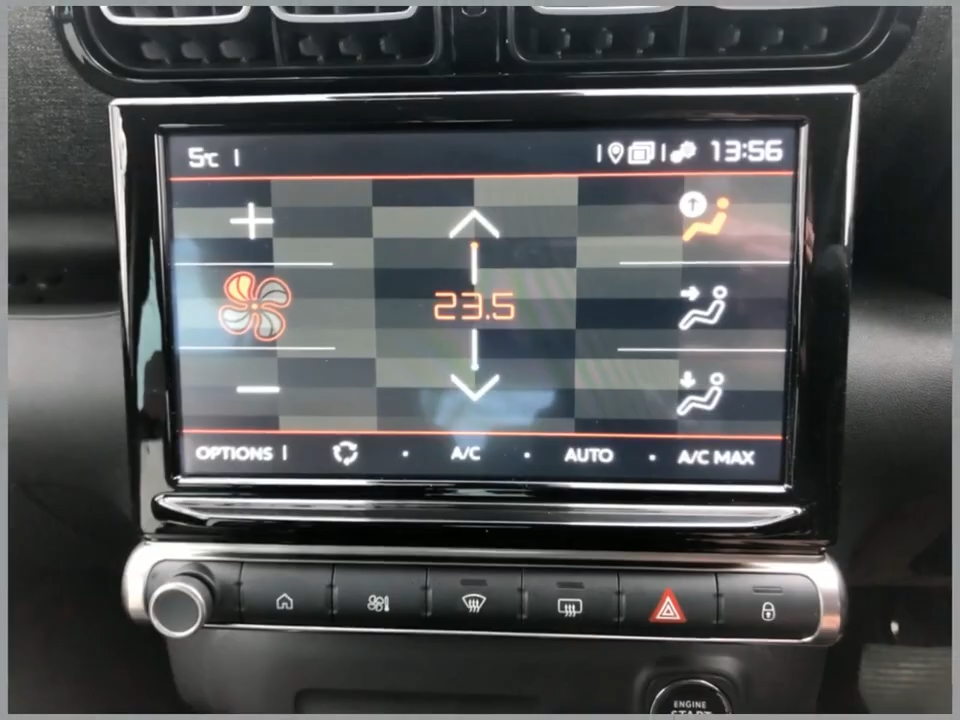 5℃
13:56
23.5
OPTIONS
A/C
AUTO
A/C MAX
ENGINE
START